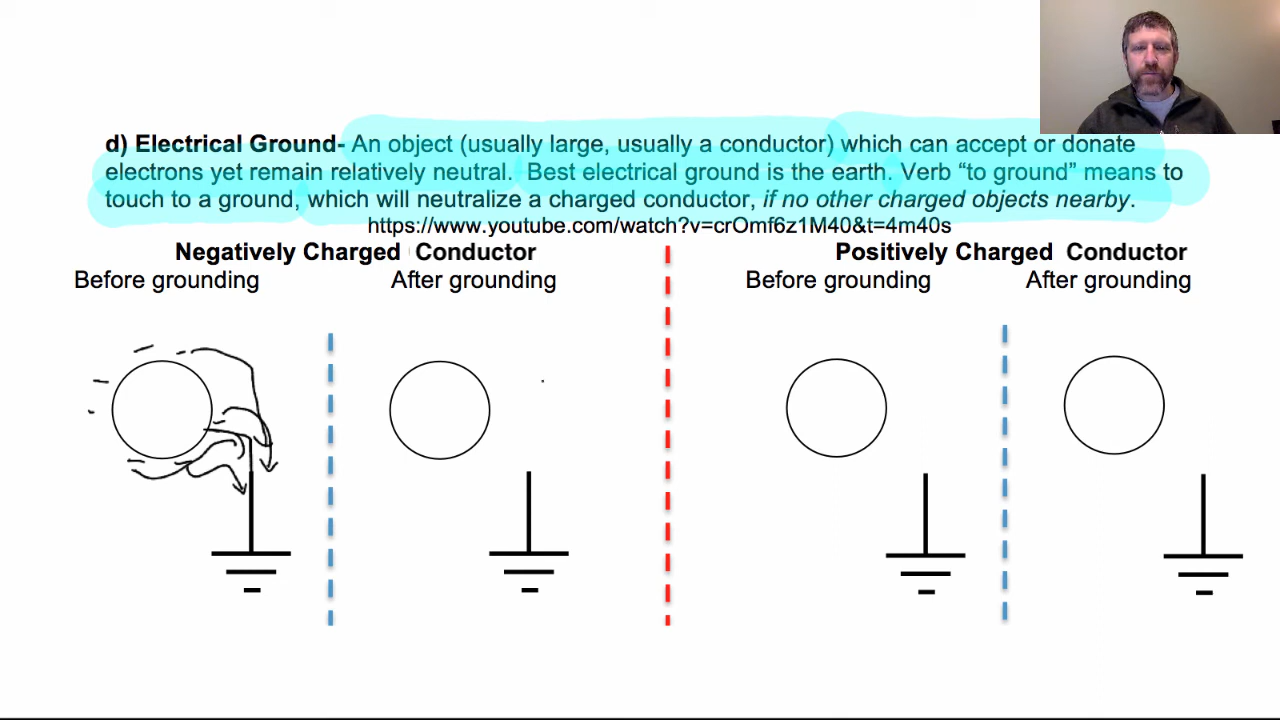 d) Electrical Ground- An object (usually large, usually a conductor) which can accept or donate
electrons yet remain relatively neutral. Best electrical ground is the earth. Verb “to ground” means to
touch to a ground, which will neutralize a charged conductor, if no other charged objects nearby.
https://www.youtube.com/watch?v=crOmf6z1M40&t=4m40s
Negatively Charged Conductor
Before grounding After grounding
Positively Charged Conductor
Before grounding After grounding